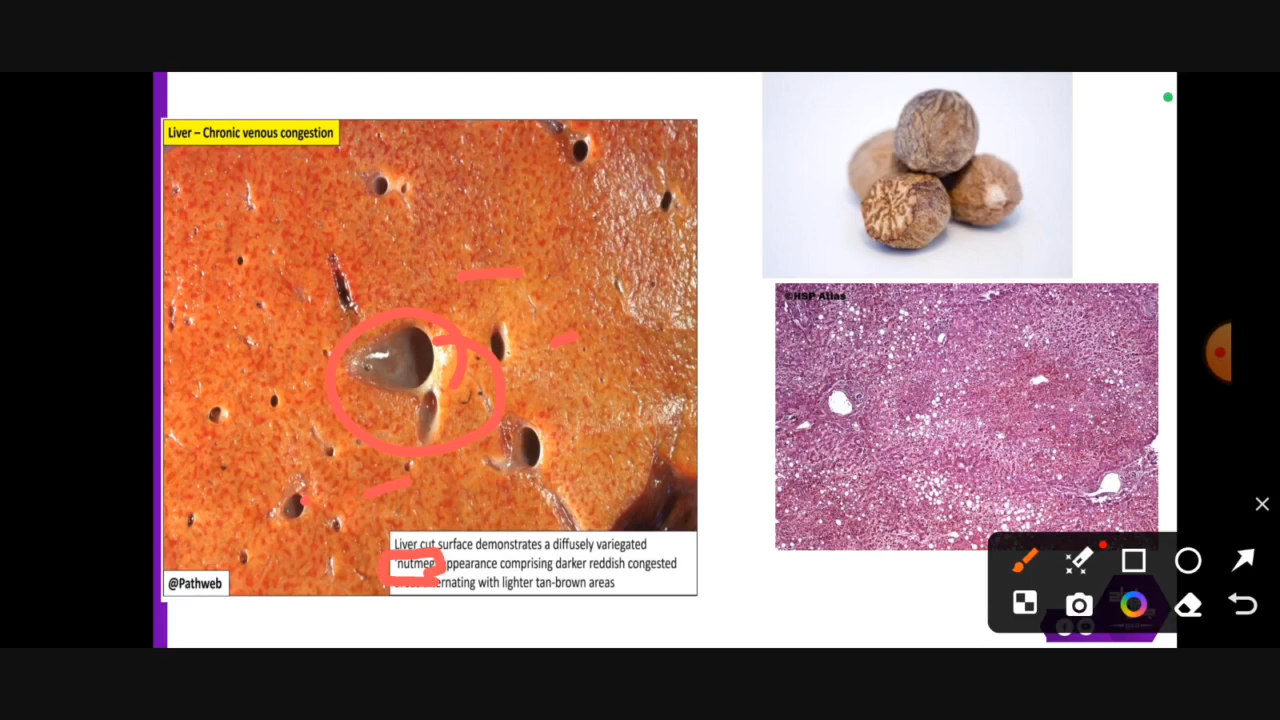 Liver – Chronic venous congestion
©HSP Atlas
Liver cut surface demonstrates a diffusely variegated
'nutmeg appearance comprising darker reddish congested
alternating with lighter tan-brown areas
@Pathweb